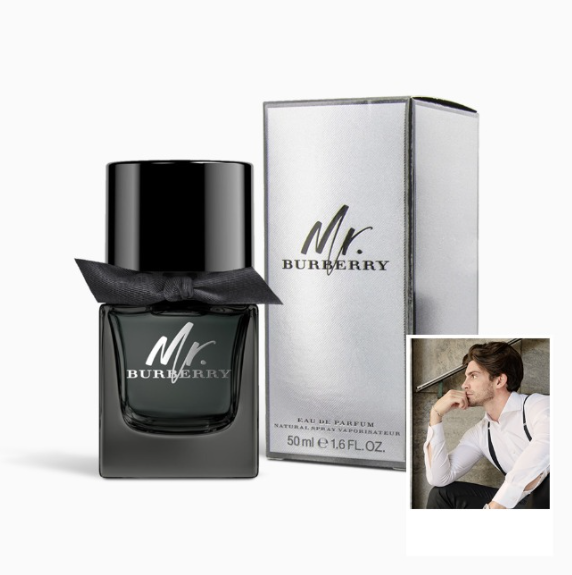 Mr.
BURBERRY
Mr.
BURBERRY
EAU DE PARFUM
NATURAL SPRAY VAPORISATEUR
50 ml ℮ 1.6 FL.OZ.